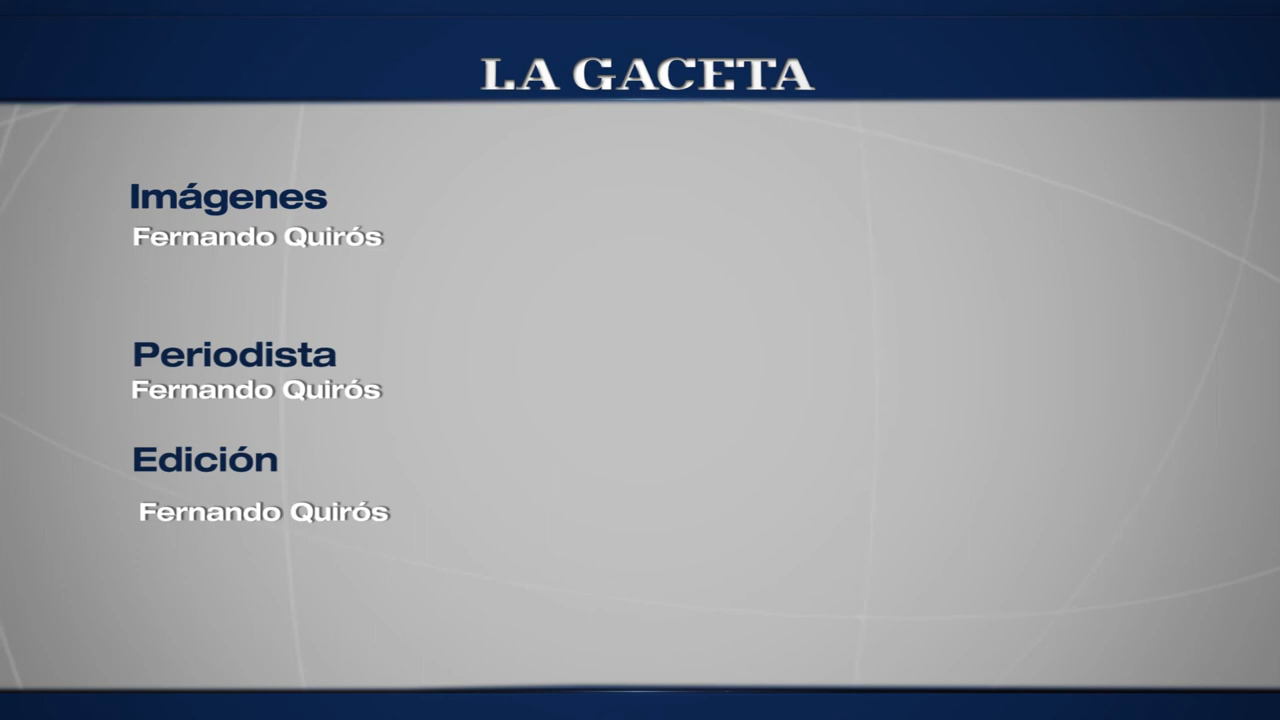 LA GACETA
Imágenes
Fernando Quirós
Periodista
Fernando Quirós
Edición
Fernando Quirós